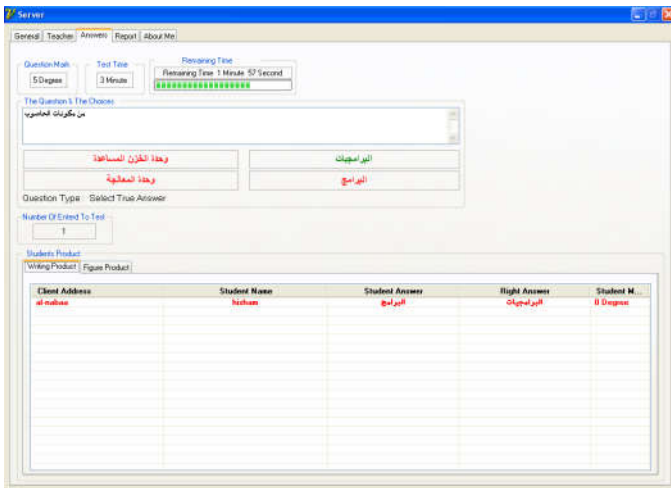 Server
General Teacher Answers Report About Me
Question Mark Test Time Remaining Time
5 Degree 3 Minute Remaining Time 1 Minute 57 Second
The Question & The Choices
من مكونات الحاسوب
وحدة الخزن المساعدة البرامجيات
وحدة المعالجة البرامج
Question Type Select True Answer
Number Of Entred To Test
1
Students Product
Writing Product Figure Product
Client Address Student Name Student Answer Right Answer Student M...
al-nabaa hisham البرامج البرامجيات 0 Degree